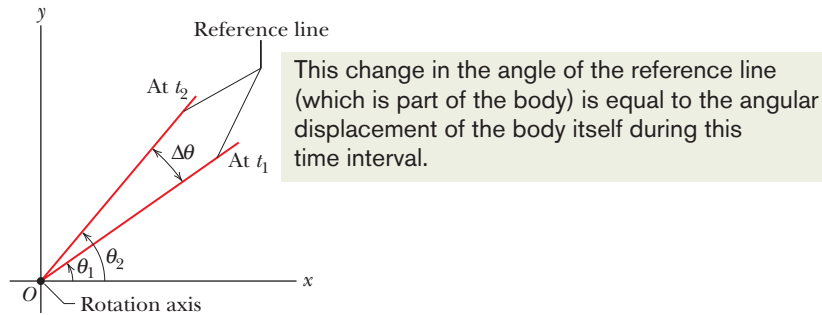 y
Reference line
At t2
This change in the angle of the reference line
(which is part of the body) is equal to the angular
displacement of the body itself during this
time interval.
Δθ
At t1
θ1
θ2
x
O
Rotation axis